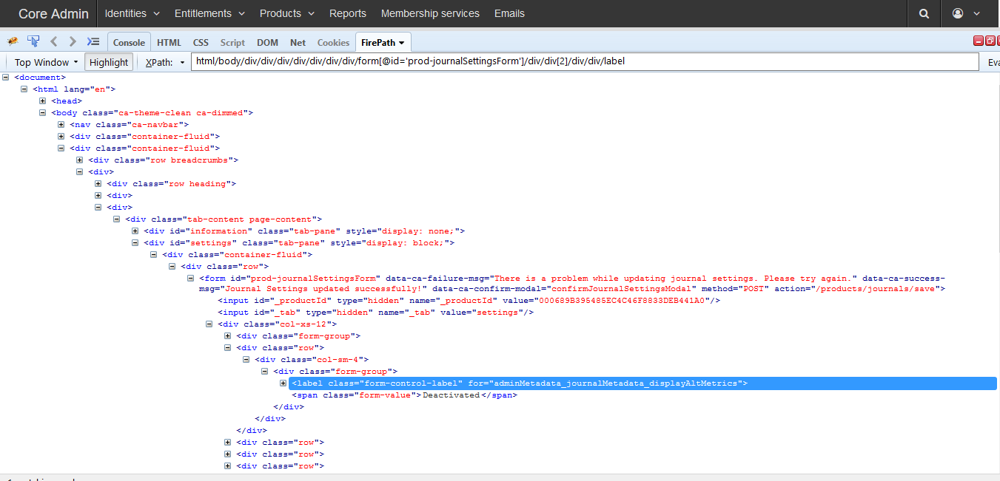 Core Admin Identities Entitlements Products Reports Membership services Emails
Console HTML CSS Script DOM Net Cookies FirePath
Top Window Highlight XPath: html/body/div/div/div/div/div/div/div/form[@id='prod-journalSettingsForm']/div/div[2]/div/div/label
<document>
<html lang="en">
<head>
<body class="ca-theme-clean ca-dimmed">
<nav class="ca-navbar">
<div class="container-fluid">
<div class="container-fluid">
<div class="row breadcrumbs">
<div>
<div class="row heading">
<div>
<div>
<div class="tab-content page-content">
<div id="information" class="tab-pane" style="display: none;">
<div id="settings" class="tab-pane" style="display: block;">
<div class="container-fluid">
<div class="row">
<form id="prod-journalSettingsForm" data-ca-failure-msg="There is a problem while updating journal settings. Please try again." data-ca-success-
msg="Journal Settings updated successfully!" data-ca-confirm-modal="confirmJournalSettingsModal" method="POST" action="/products/journals/save">
<input id="_productId" type="hidden" name="_productId" value="000689B395485EC4C46F8833DEB441A0"/>
<input id="_tab" type="hidden" name="_tab" value="settings"/>
<div class="col-xs-12">
<div class="form-group">
<div class="row">
<div class="col-sm-4">
<div class="form-group">
<label class="form-control-label" for="adminMetadata_journalMetadata_displayAltMetrics">
<span class="form-value">Deactivated</span>
</div>
</div>
</div>
<div class="row">
<div class="row">
<div class="row">